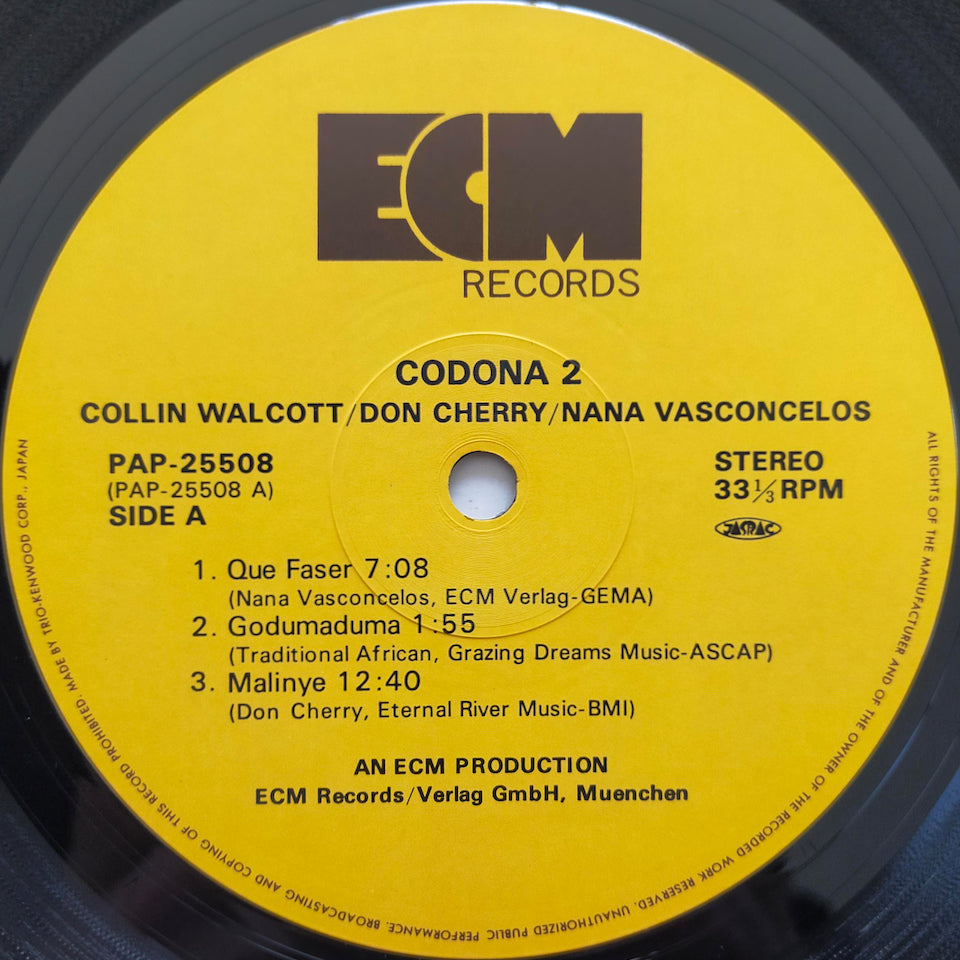 ECM
RECORDS
CODONA 2
COLLIN WALCOTT/DON CHERRY/NANA VASCONCELOS
PAP-25508
(PAP-25508 A)
SIDE A
STEREO
33 1/3 RPM
JASRAC
1. Que Faser 7:08
(Nana Vasconcelos, ECM Verlag-GEMA)
2. Godumaduma 1:55
(Traditional African, Grazing Dreams Music-ASCAP)
3. Malinye 12:40
(Don Cherry, Eternal River Music-BMI)
AN ECM PRODUCTION
ECM Records/Verlag GmbH, Muenchen
ALL RIGHTS OF THE MANUFACTURER AND OF THE OWNER OF THE RECORDED WORK RESERVED. UNAUTHORIZED PUBLIC PERFORMANCE. BROADCASTING AND COPYING OF THIS RECORD PROHIBITED. MADE BY TRIO-KENWOOD CORP., JAPAN